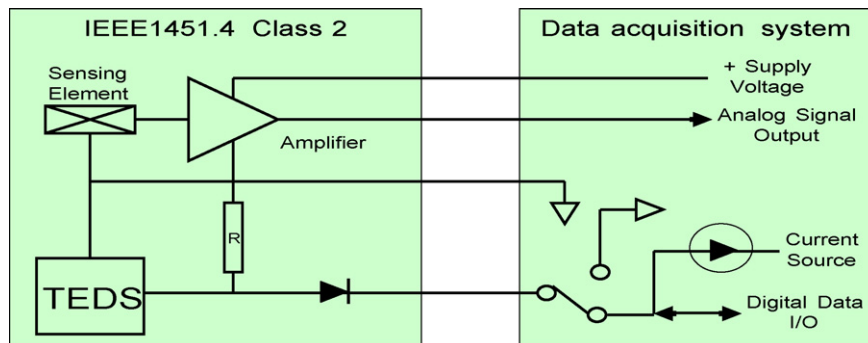 IEEE1451.4 Class 2
Sensing
Element
Amplifier
R
TEDS
Data acquisition system
+ Supply
Voltage
Analog Signal
Output
Current
Source
Digital Data
I/O